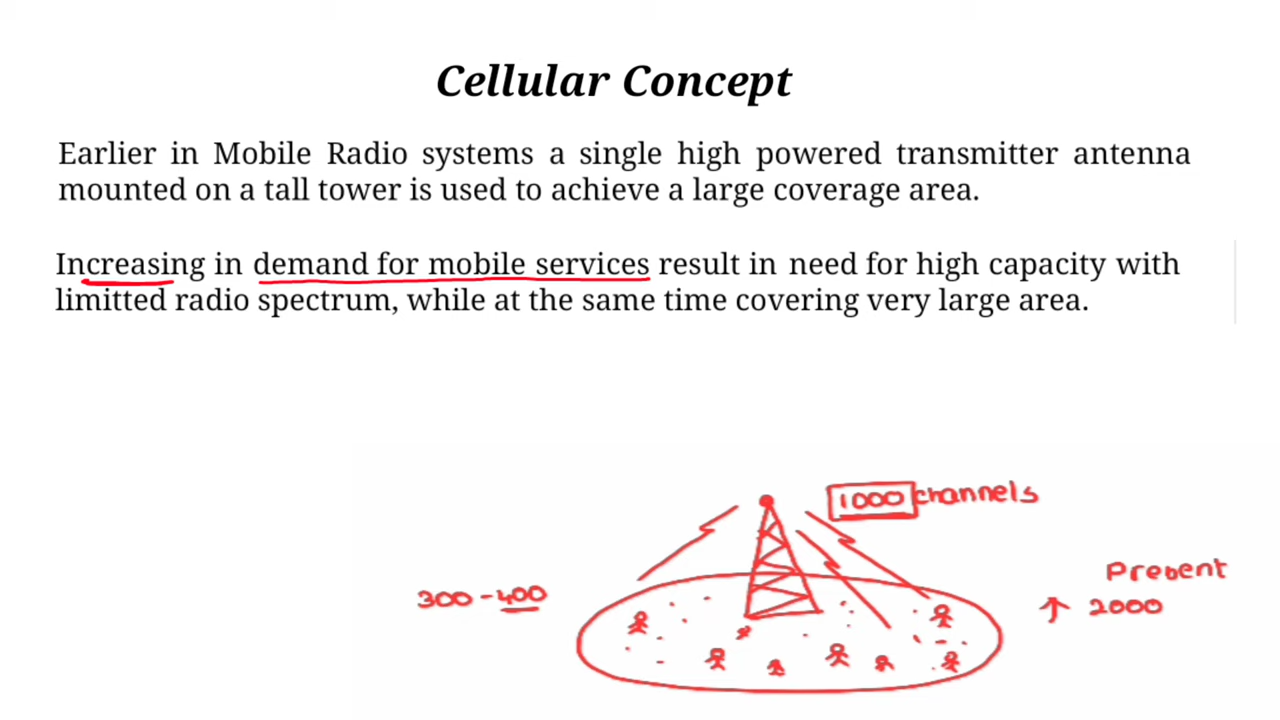 Cellular Concept
Earlier in Mobile Radio systems a single high powered transmitter antenna
mounted on a tall tower is used to achieve a large coverage area.
Increasing in demand for mobile services result in need for high capacity with
limitted radio spectrum, while at the same time covering very large area.
1000 channels
Present
300 - 400
↑ 2000